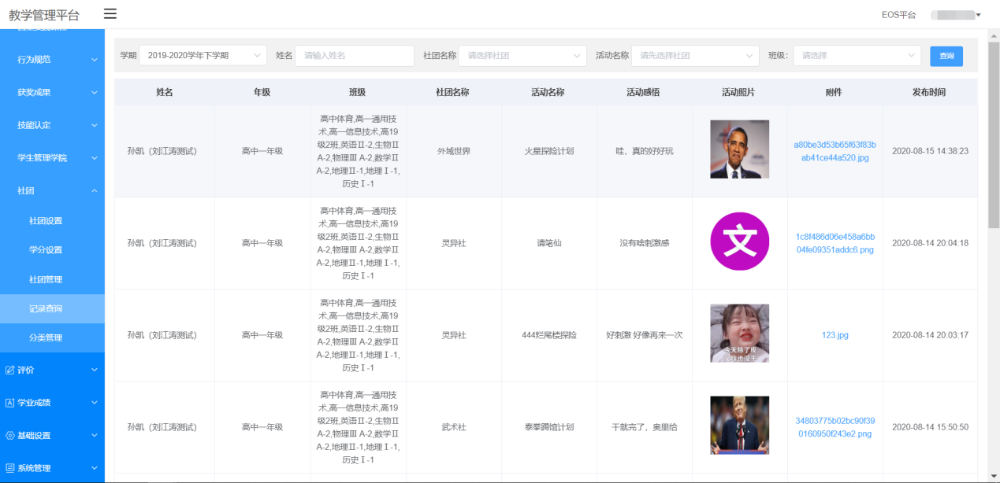 教学管理平台
EOS平台
行为规范
获奖成果
技能认定
学生管理学院
社团
社团设置
学分设置
社团管理
记录查询
分类管理
评价
学业成绩
基础设置
系统管理
学期 2019-2020学年下学期 姓名 请输入姓名 社团名称 请选择社团 活动名称 请先选择社团 班级: 请选择 查询
姓名 年级 班级 社团名称 活动名称 活动感悟 活动照片 附件 发布时间
孙凯（刘江涛测试）
高中一年级
高中体育,高一通用技
术,高一信息技术,高19
级2班,英语Ⅱ-2,生物Ⅱ
A-2,物理Ⅲ A-2,数学Ⅱ
A-2,地理Ⅱ-1,地理Ⅰ-1,
历史Ⅰ-1
外域世界
火星探险计划
哇，真的好好玩
a80be3d53b65f63f83b
ab41ce44a520.jpg
2020-08-15 14:38:23
孙凯（刘江涛测试）
高中一年级
高中体育,高一通用技
术,高一信息技术,高19
级2班,英语Ⅱ-2,生物Ⅱ
A-2,物理Ⅲ A-2,数学Ⅱ
A-2,地理Ⅱ-1,地理Ⅰ-1,
历史Ⅰ-1
灵异社
请笔仙
没有啥刺激感
文
1c8f486d06e458a6bb
04fe09351addc6.png
2020-08-14 20:04:18
孙凯（刘江涛测试）
高中一年级
高中体育,高一通用技
术,高一信息技术,高19
级2班,英语Ⅱ-2,生物Ⅱ
A-2,物理Ⅲ A-2,数学Ⅱ
A-2,地理Ⅱ-1,地理Ⅰ-1,
历史Ⅰ-1
灵异社
444烂尾楼探险
好刺激 好像再来一次
今天除了皮
123.jpg
2020-08-14 20:03:17
孙凯（刘江涛测试）
高中一年级
高中体育,高一通用技
术,高一信息技术,高19
级2班,英语Ⅱ-2,生物Ⅱ
A-2,物理Ⅲ A-2,数学Ⅱ
A-2,地理Ⅱ-1,地理Ⅰ-1,
历史Ⅰ-1
武术社
泰拳踢馆计划
干就完了，奥里给
34803775b02bc90f39
0160950f243e2.png
2020-08-14 15:50:50